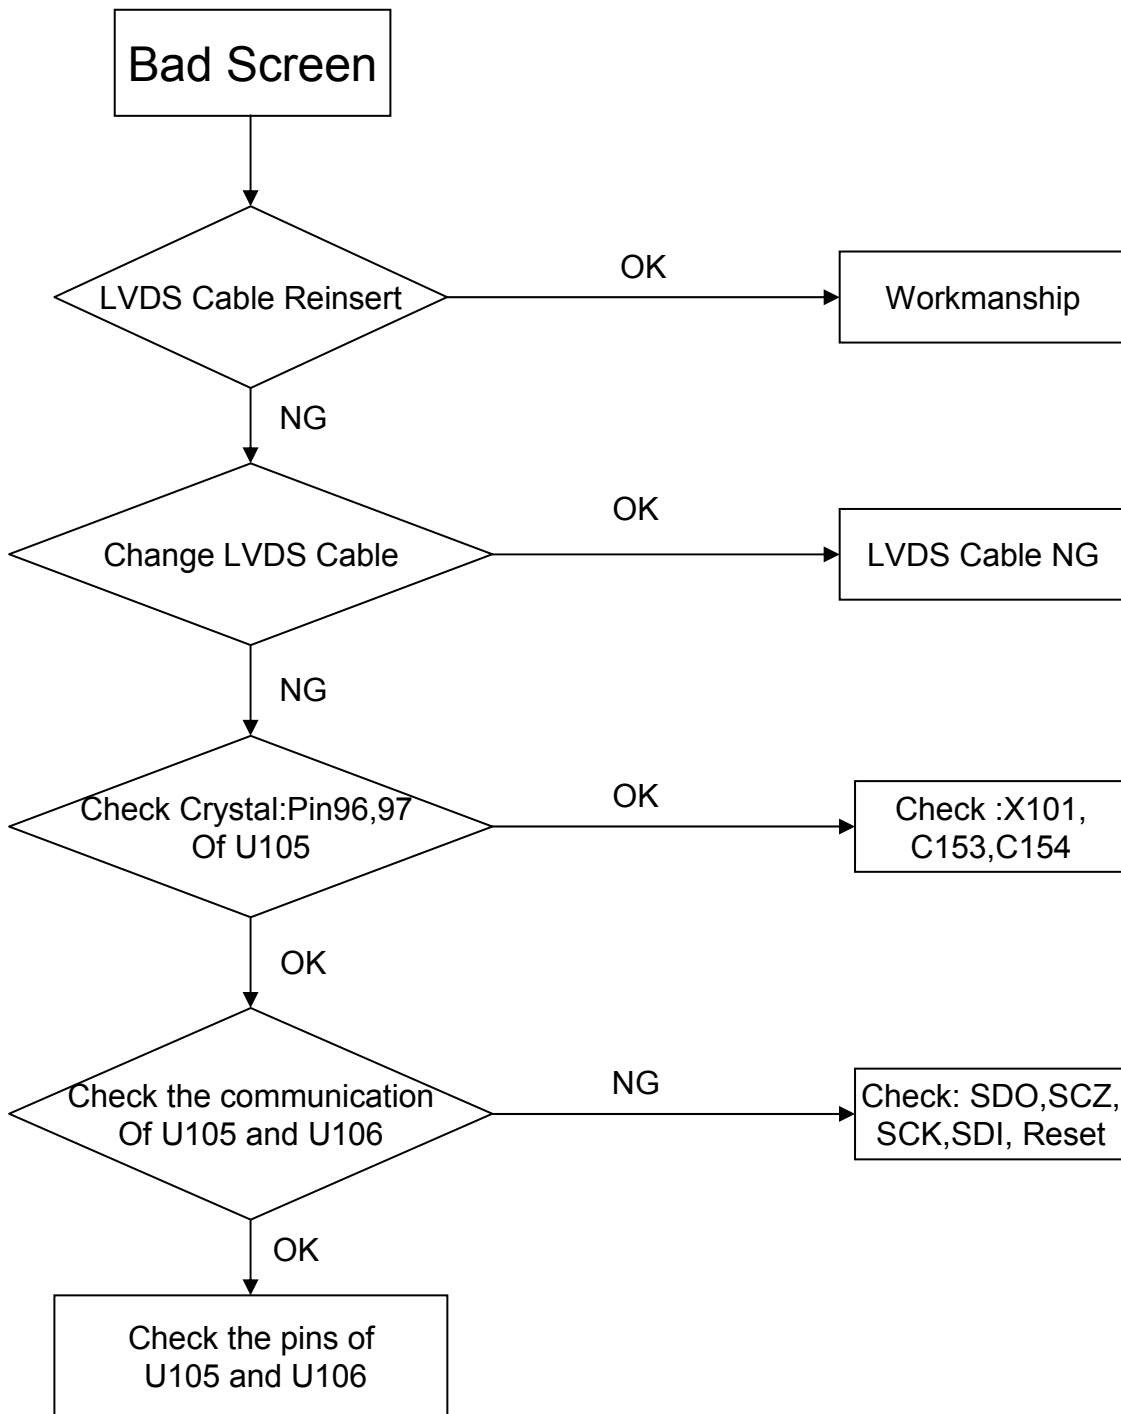 Bad Screen
LVDS Cable Reinsert
OK
Workmanship
NG
Change LVDS Cable
OK
LVDS Cable NG
NG
Check Crystal:Pin96,97
Of U105
OK
Check :X101,
C153,C154
OK
Check the communication
Of U105 and U106
NG
Check: SDO,SCZ,
SCK,SDI, Reset
OK
Check the pins of
U105 and U106